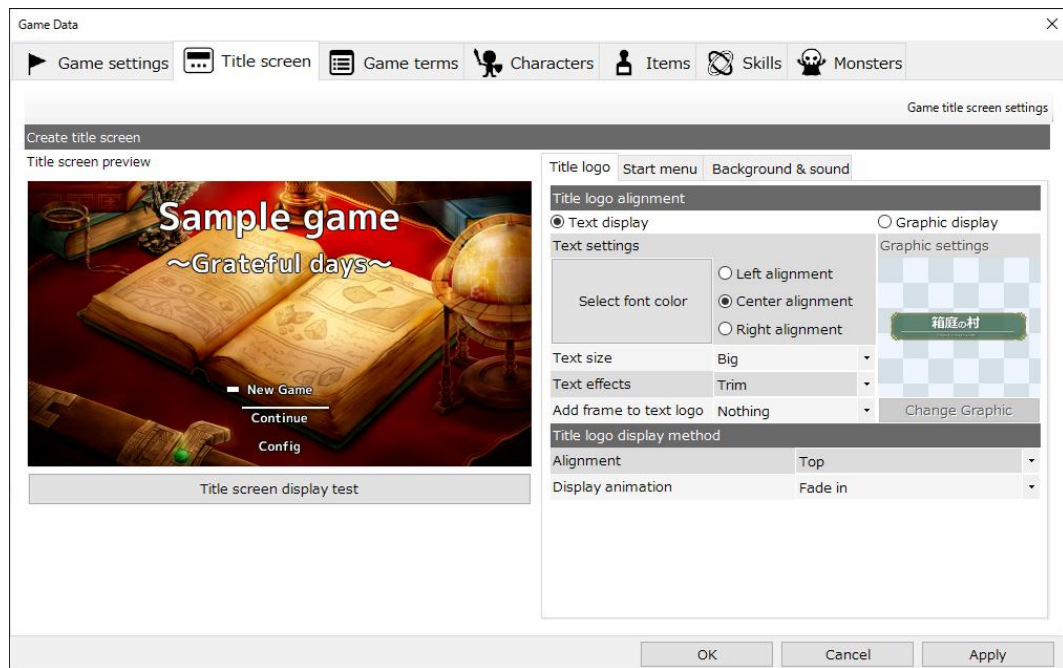 Game Data
Game settings Title screen Game terms Characters Items Skills Monsters
Game title screen settings
Create title screen
Title screen preview
Sample game
～Grateful days～
New Game
Continue
Config
Title screen display test
Title logo Start menu Background & sound
Title logo alignment
Text display Graphic display
Text settings Graphic settings
Select font color
Left alignment
Center alignment
Right alignment
箱庭の村
Text size Big
Text effects Trim
Add frame to text logo Nothing Change Graphic
Title logo display method
Alignment Top
Display animation Fade in
OK Cancel Apply